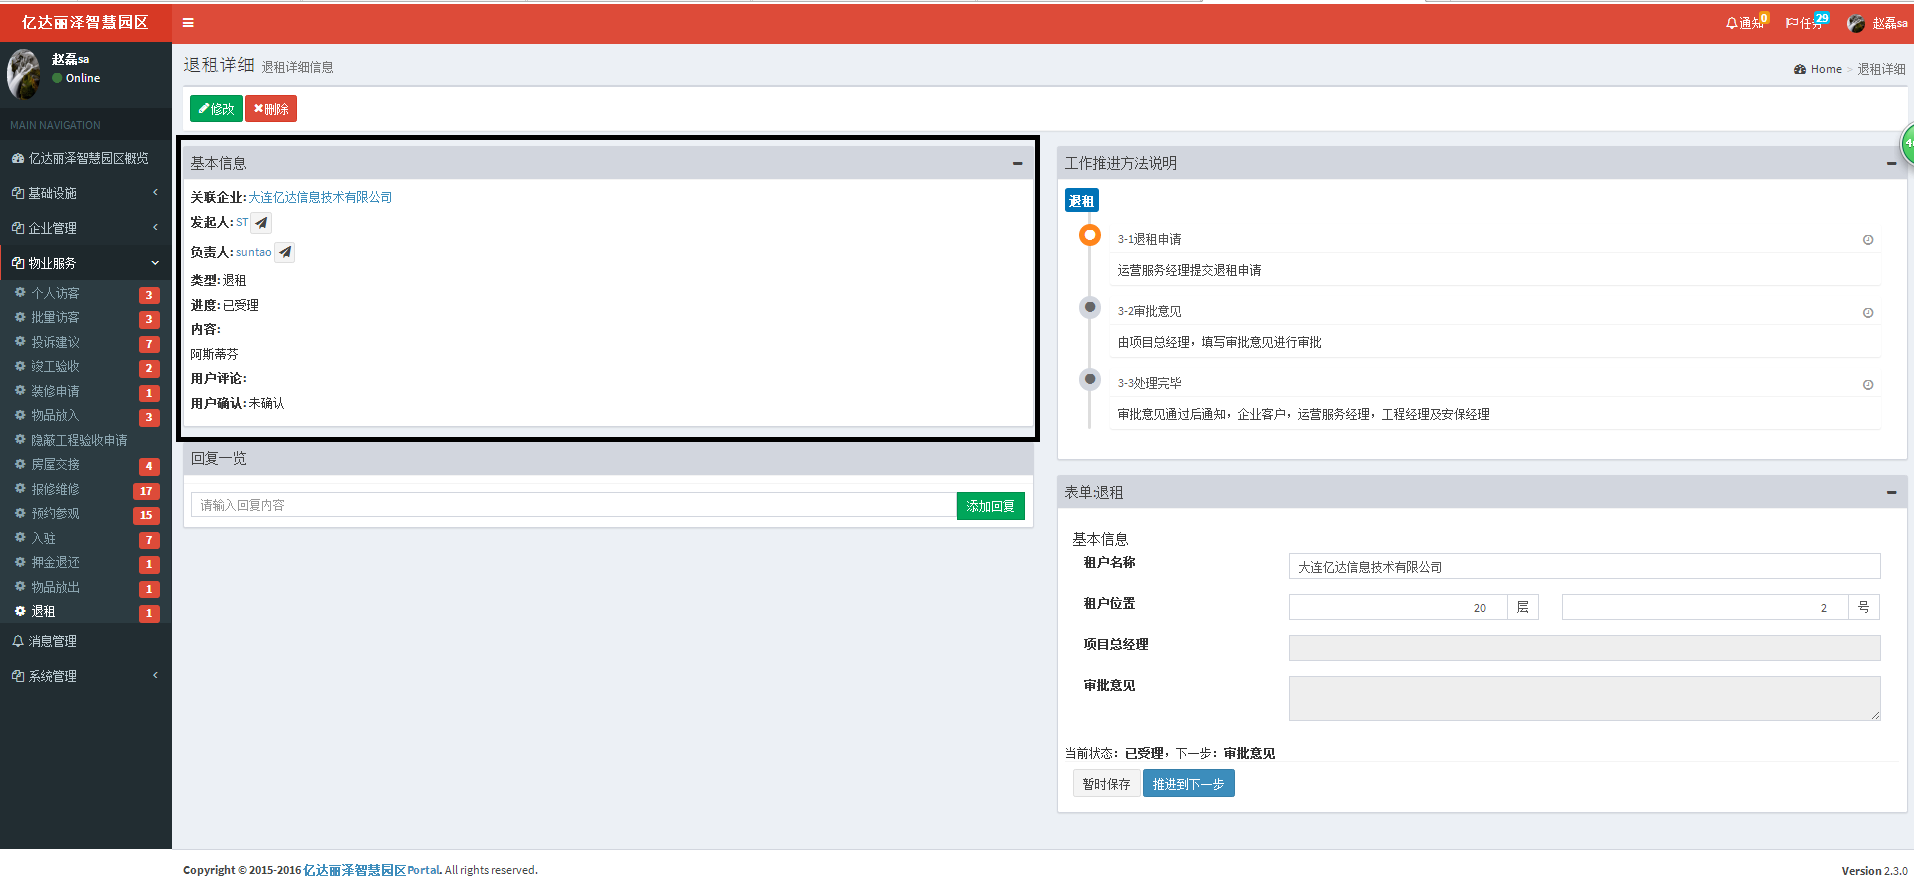 亿达丽泽智慧园区
通知 0
任务 29
赵磊sa
赵磊sa
Online
MAIN NAVIGATION
亿达丽泽智慧园区概览
基础设施
企业管理
物业服务
个人访客 3
批量访客 3
投诉建议 7
竣工验收 2
装修申请 1
物品放入 3
隐蔽工程验收申请
房屋交接 4
报修维修 17
预约参观 15
入驻 7
押金退还 1
物品放出 1
退租 1
消息管理
系统管理
退租详细 退租详细信息
Home > 退租详细
修改 删除
基本信息
关联企业: 大连亿达信息技术有限公司
发起人: ST
负责人: suntao
类型: 退租
进度: 已受理
内容:
阿斯蒂芬
用户评论:
用户确认: 未确认
回复一览
请输入回复内容 添加回复
工作推进方法说明
退租
3-1退租申请
运营服务经理提交退租申请
3-2审批意见
由项目总经理，填写审批意见进行审批
3-3处理完毕
审批意见通过后通知，企业客户，运营服务经理，工程经理及安保经理
表单:退租
基本信息
租户名称 大连亿达信息技术有限公司
租户位置 20 层 2 号
项目总经理
审批意见
当前状态：已受理，下一步：审批意见
暂时保存 推进到下一步
Copyright © 2015-2016 亿达丽泽智慧园区Portal. All rights reserved.
Version 2.3.0